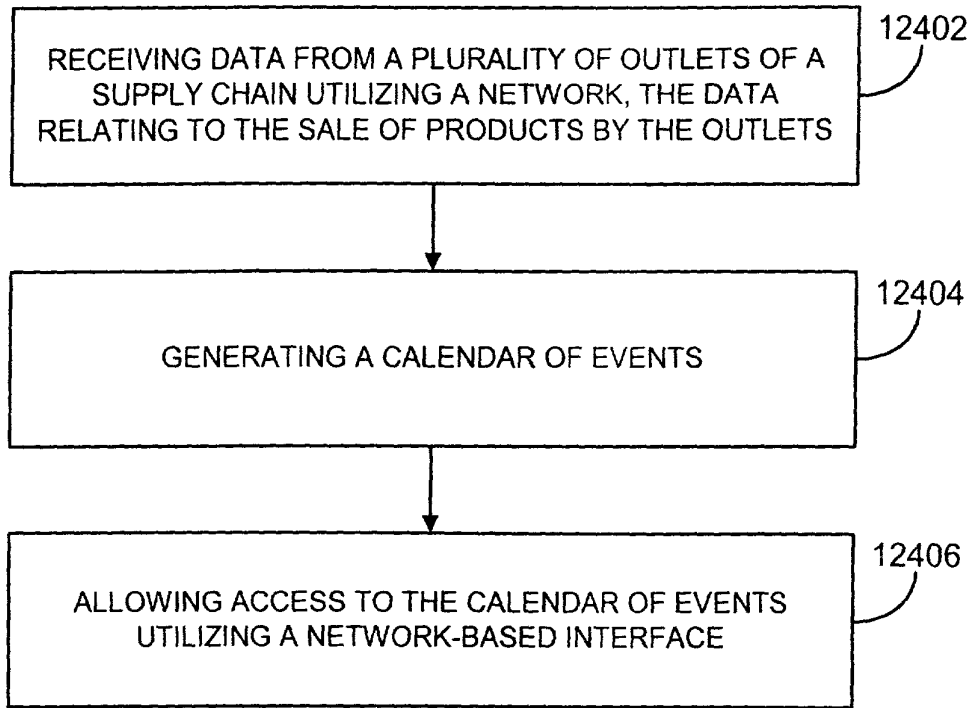 12402
RECEIVING DATA FROM A PLURALITY OF OUTLETS OF A
SUPPLY CHAIN UTILIZING A NETWORK, THE DATA
RELATING TO THE SALE OF PRODUCTS BY THE OUTLETS
12404
GENERATING A CALENDAR OF EVENTS
12406
ALLOWING ACCESS TO THE CALENDAR OF EVENTS
UTILIZING A NETWORK-BASED INTERFACE